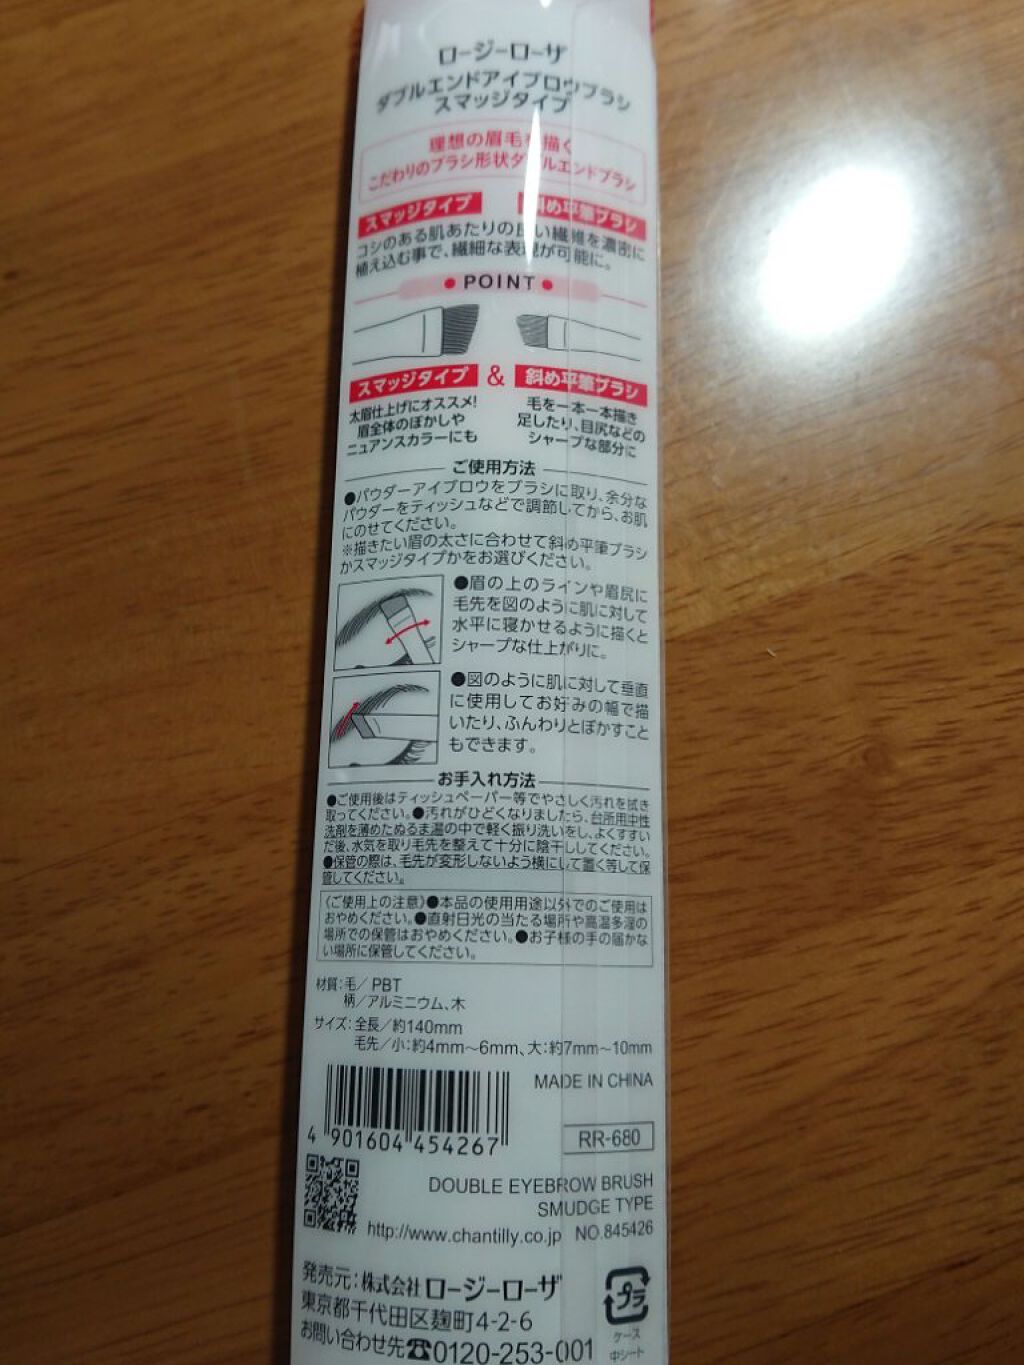 ロージーローザ
ダブルエンドアイブロウブラシ
スマッジタイプ
理想の眉毛を描く
こだわりのブラシ形状ダブルエンドブラシ
スマッジタイプ 斜め平筆ブラシ
コシのある肌あたりの良い繊維を濃密に
植え込む事で、繊細な表現が可能に。
●POINT●
スマッジタイプ & 斜め平筆ブラシ
太眉仕上げにオススメ!
眉全体のぼかしや
ニュアンスカラーにも
毛を一本一本描き
足したり、目尻などの
シャープな部分に
ご使用方法
●パウダーアイブロウをブラシに取り、余分な
パウダーをティッシュなどで調節してから、お肌
にのせてください。
※描きたい眉の太さに合わせて斜め平筆ブラシ
かスマッジタイプかをお選びください。
●眉の上のラインや眉尻に
毛先を図のように肌に対して
水平に寝かせるように描くと
シャープな仕上がりに。
●図のように肌に対して垂直
に使用してお好みの幅で描
いたり、ふんわりとぼかすこと
もできます。
お手入れ方法
●ご使用後はティッシュペーパー等でやさしく汚れを拭き
取ってください。●汚れがひどくなりましたら、台所用中性
洗剤を薄めたぬるま湯の中で軽く振り洗いをし、よくすすい
だ後、水気を取り毛先を整えて十分に陰干ししてください。
●保管の際は、毛先が変形しないよう横にして置く等して保
管してください。
〈ご使用上の注意〉●本品の使用用途以外でのご使用は
おやめください。●直射日光の当たる場所や高温多湿の
場所での保管はおやめください。●お子様の手の届かな
い場所に保管してください。
材質:毛/PBT
柄/アルミニウム、木
サイズ:全長/約140mm
毛先/小:約4mm〜6mm、大:約7mm〜10mm
MADE IN CHINA
4 901604 454267
RR-680
DOUBLE EYEBROW BRUSH
SMUDGE TYPE
http://www.chantilly.co.jp NO.845426
発売元:株式会社ロージーローザ
東京都千代田区麹町4-2-6
お問い合わせ先☎0120-253-001
プラ
ケース
中シート